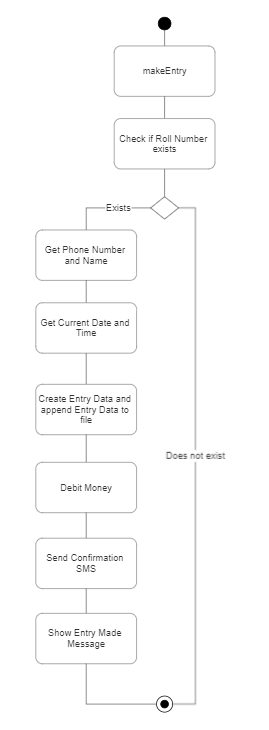 makeEntry
Check if Roll Number
exists
Exists
Get Phone Number
and Name
Get Current Date and
Time
Create Entry Data and
append Entry Data to
file
Does not exist
Debit Money
Send Confirmation
SMS
Show Entry Made
Message